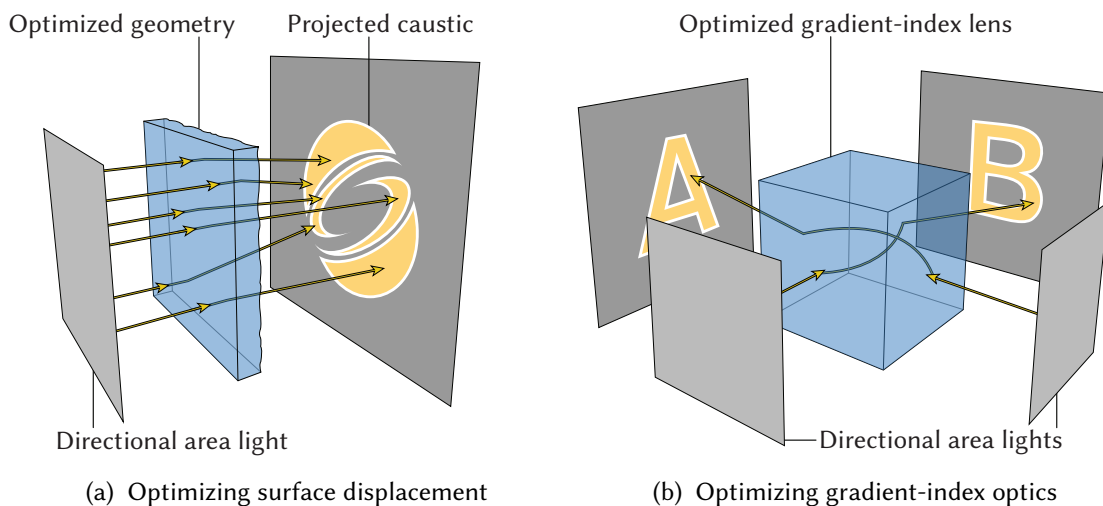 Optimized geometry
Projected caustic
Directional area light
(a) Optimizing surface displacement
Optimized gradient-index lens
A
B
Directional area lights
(b) Optimizing gradient-index optics